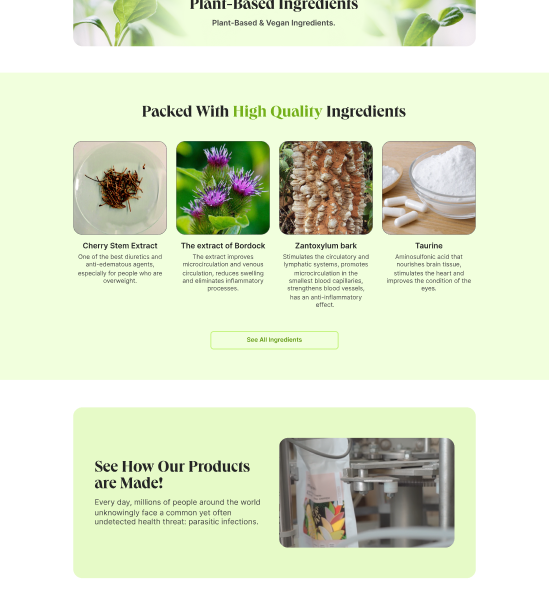 Plant-Based Ingredients
Plant-Based & Vegan Ingredients.
Packed With High Quality Ingredients
Cherry Stem Extract
One of the best diuretics and
anti-edematous agents,
especially for people who are
overweight.
The extract of Bordock
The extract improves
microcirculation and venous
circulation, reduces swelling
and eliminates inflammatory
processes.
Zantoxylum bark
Stimulates the circulatory and
lymphatic systems, promotes
microcirculation in the
smallest blood capillaries,
strengthens blood vessels,
has an anti-inflammatory
effect.
Taurine
Aminosulfonic acid that
nourishes brain tissue,
stimulates the heart and
improves the condition of the
eyes.
See All Ingredients
See How Our Products
are Made!
Every day, millions of people around the world
unknowingly face a common yet often
undetected health threat: parasitic infections.